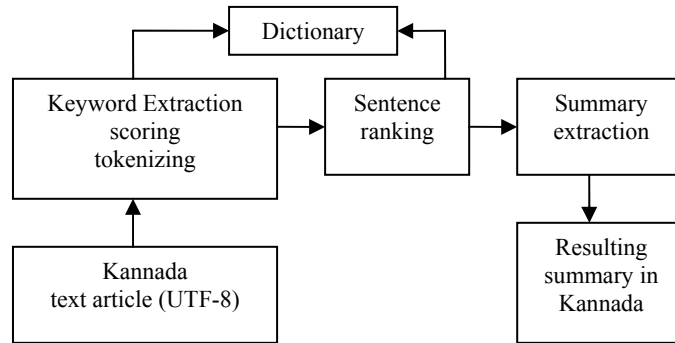 Dictionary
Keyword Extraction
scoring
tokenizing
Sentence
ranking
Summary
extraction
Kannada
text article (UTF-8)
Resulting
summary in
Kannada